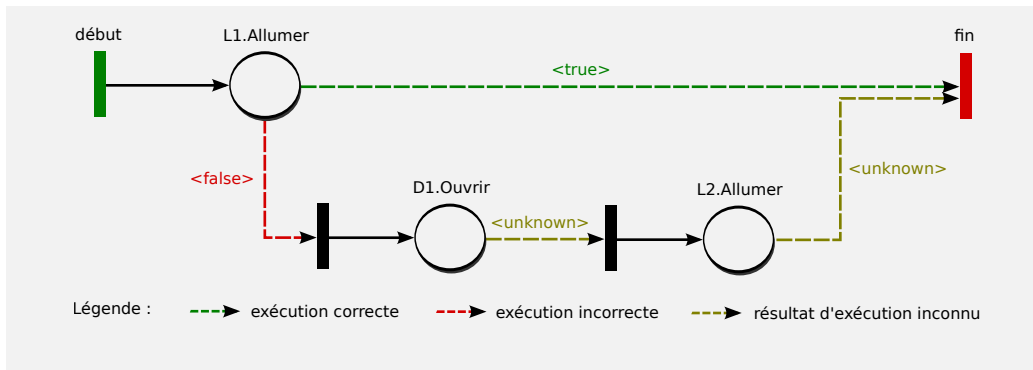 début
L1.Allumer
fin
<true>
<false>
D1.Ouvrir
<unknown>
L2.Allumer
<unknown>
Légende :
exécution correcte
exécution incorrecte
résultat d'exécution inconnu